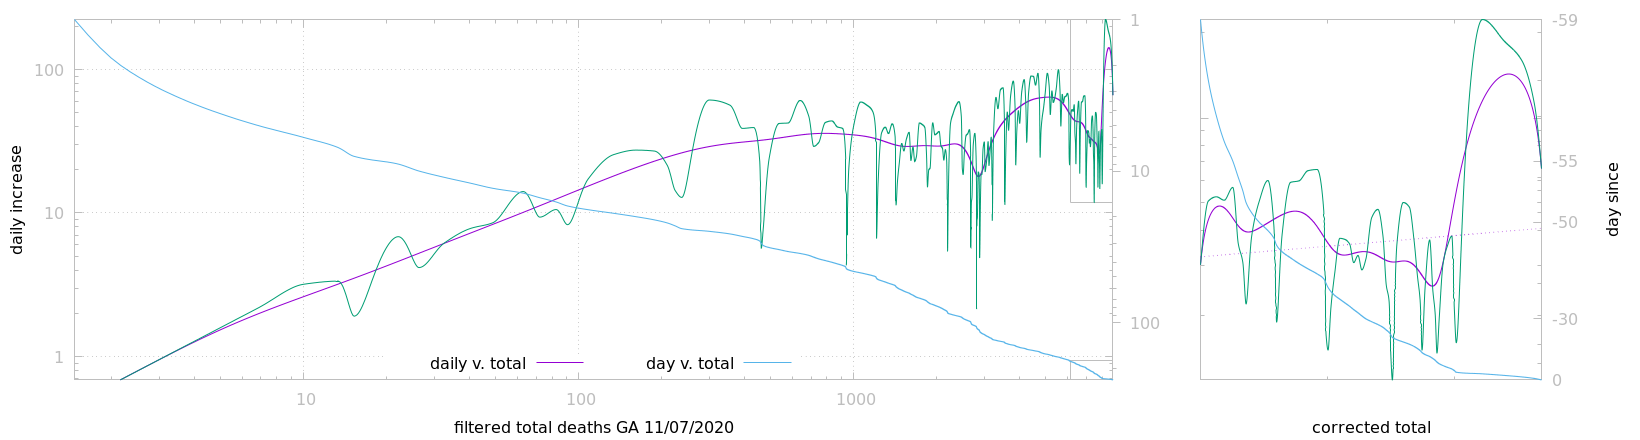 daily increase
100
10
1
10
100
1000
1
10
100
daily v. total
day v. total
filtered total deaths GA 11/07/2020
-59
-55
-50
-30
0
day since
corrected total